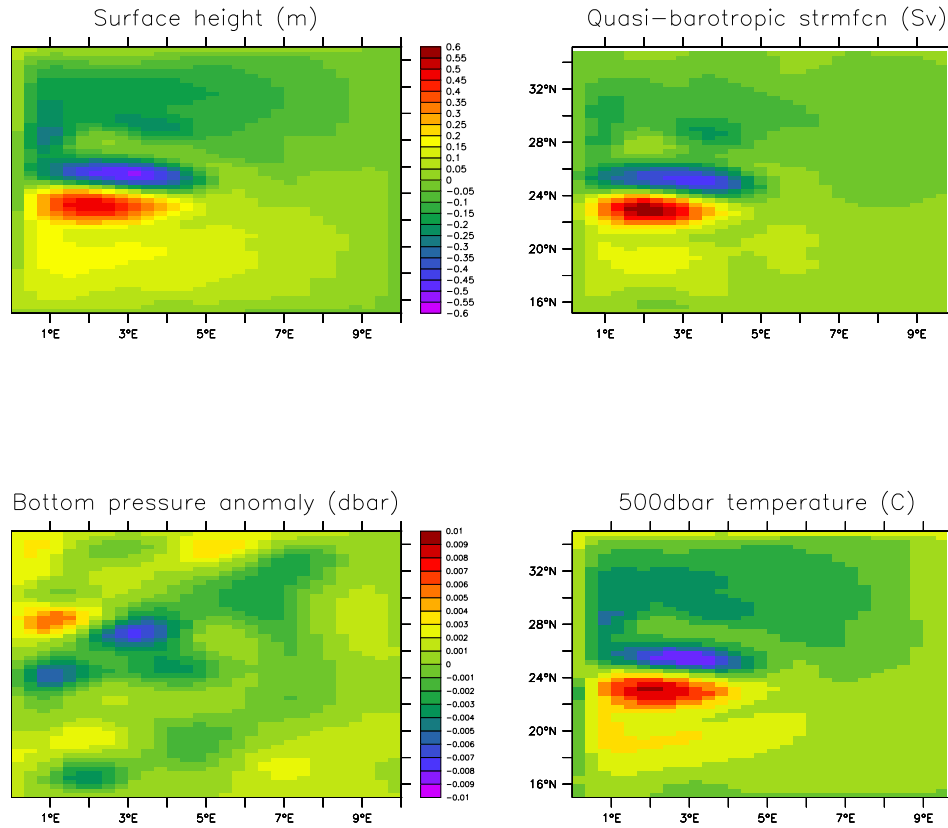 Surface height (m)
Quasi-barotropic strmfcn (Sv)
0.6
0.55
0.5
0.45
0.4
0.35
0.3
0.25
0.2
0.15
0.1
0.05
0
-0.05
-0.1
-0.15
-0.2
-0.25
-0.3
-0.35
-0.4
-0.45
-0.5
-0.55
-0.6
32°N
28°N
24°N
20°N
16°N
1°E 3°E 5°E 7°E 9°E
1°E 3°E 5°E 7°E 9°E
Bottom pressure anomaly (dbar)
500dbar temperature (C)
0.01
0.009
0.008
0.007
0.006
0.005
0.004
0.003
0.002
0.001
0
-0.001
-0.002
-0.003
-0.004
-0.005
-0.006
-0.007
-0.008
-0.009
-0.01
32°N
28°N
24°N
20°N
16°N
1°E 3°E 5°E 7°E 9°E
1°E 3°E 5°E 7°E 9°E